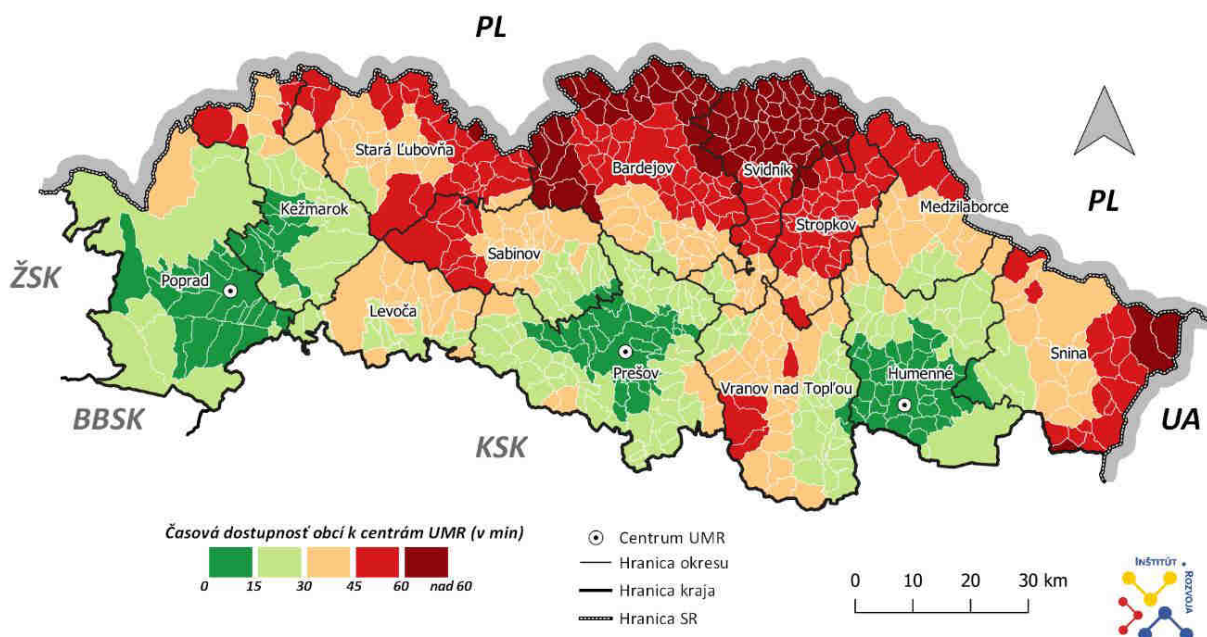 PL
PL
Stará Ľubovňa
Bardejov
Svidník
Medzilaborce
Kežmarok
Stropkov
Sabinov
ŽSK
Poprad
Levoča
Snina
Prešov
Vranov nad Topľou
Humenné
BBSK
KSK
UA
Časová dostupnosť obcí k centrám UMR (v min)
0 15 30 45 60 nad 60
Centrum UMR
Hranica okresu
Hranica kraja
Hranica SR
0 10 20 30 km
INŠTITÚT
ROZVOJA